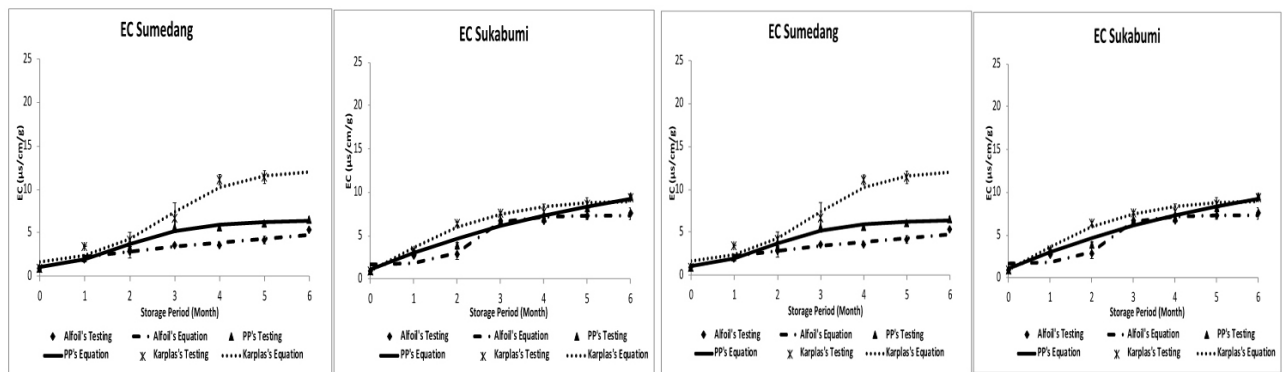 EC Sumedang
EC (µs/cm/g)
25
20
15
10
5
0
0 1 2 3 4 5 6
Storage Period (Month)
Alfoil's Testing Alfoil's Equation PP's Testing
PP's Equation Karplas's Testing Karplas's Equation
EC Sukabumi
EC (µs/cm/g)
25
20
15
10
5
0
0 1 2 3 4 5 6
Storage Period (Month)
Alfoil's Testing Alfoil's Equation PP's Testing
PP's Equation Karplas's Testing Karplas's Equation
EC Sumedang
EC (µs/cm/g)
25
20
15
10
5
0
0 1 2 3 4 5 6
Storage Period (Month)
Alfoil's Testing Alfoil's Equation PP's Testing
PP's Equation Karplas's Testing Karplas's Equation
EC Sukabumi
EC (µs/cm/g)
25
20
15
10
5
0
0 1 2 3 4 5 6
Storage Period (Month)
Alfoil's Testing Alfoil's Equation PP's Testing
PP's Equation Karplas's Testing Karplas's Equation